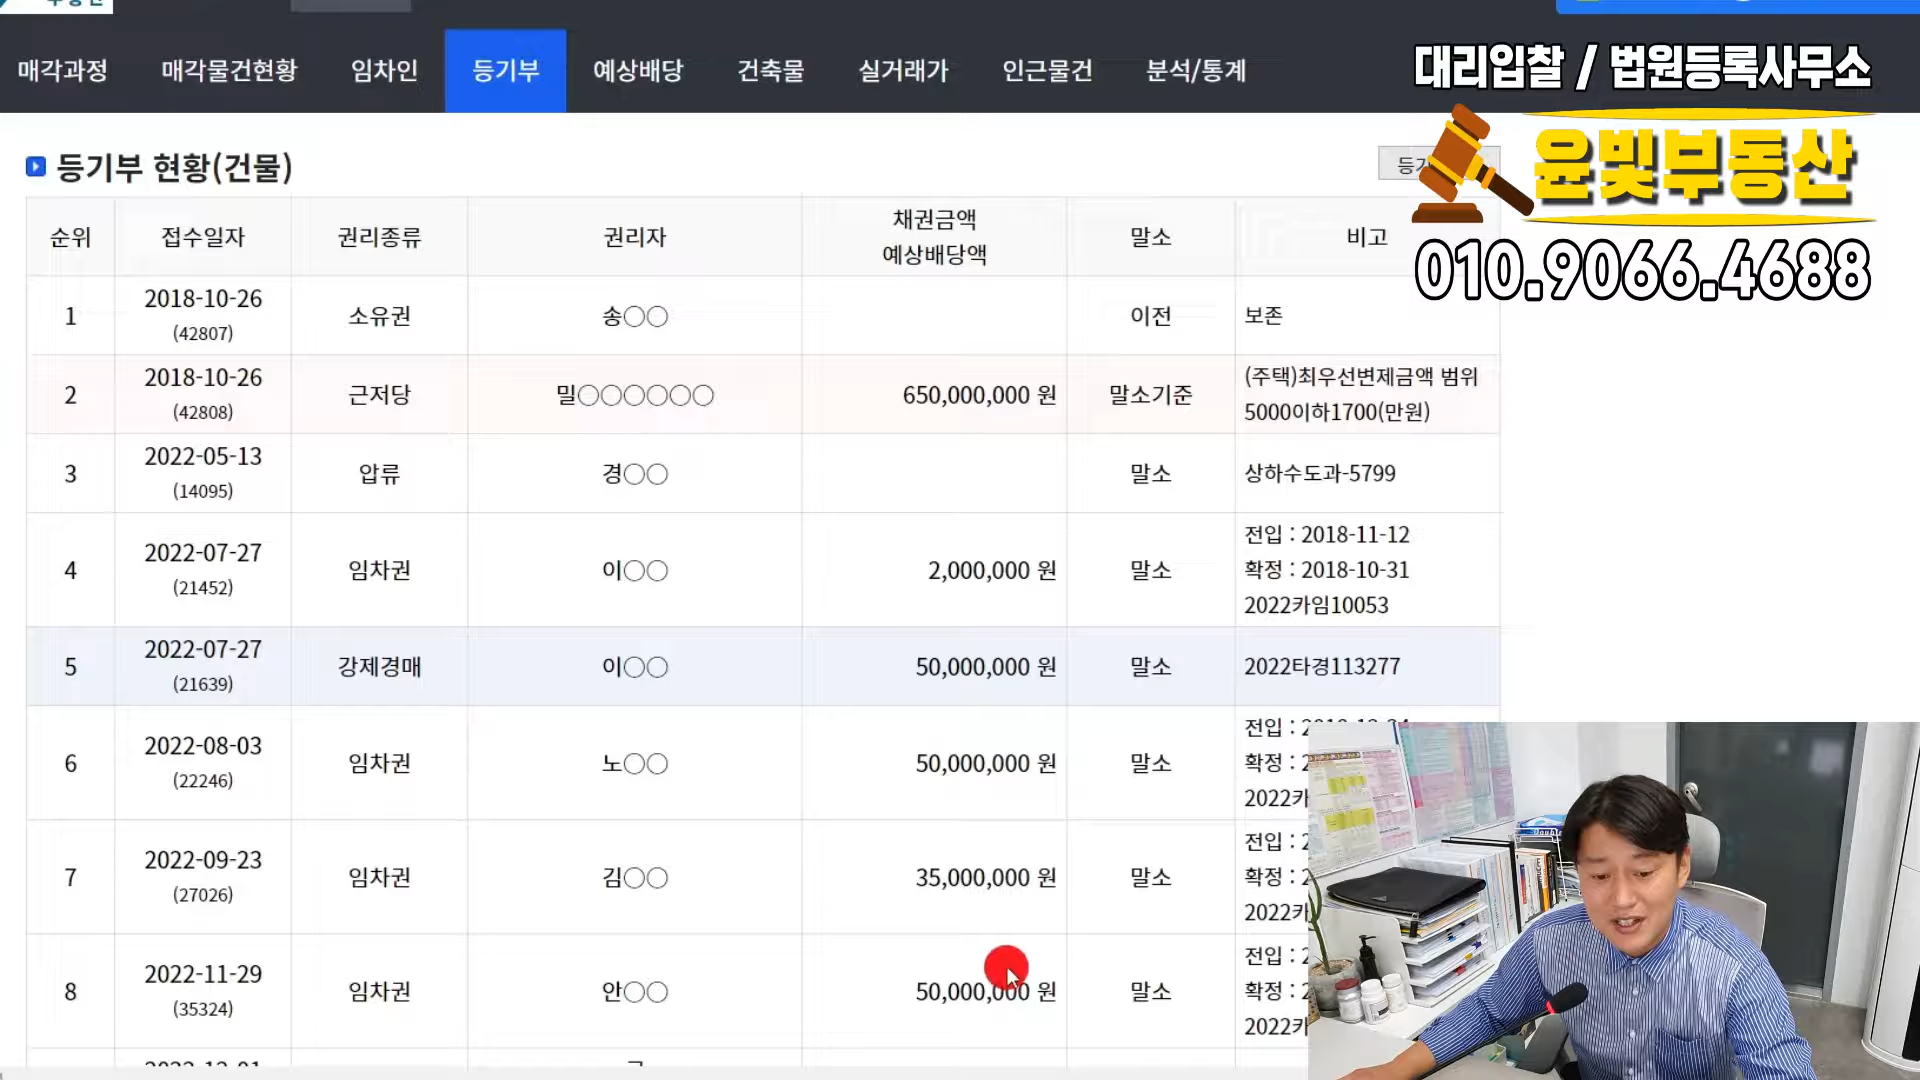 매각과정 매각물건현황 임차인 등기부 예상배당 건축물 실거래가 인근물건 분석/통계
대리입찰 / 법원등록사무소
윤빛부동산
010.9066.4688
등기부 현황(건물)
순위 접수일자 권리종류 권리자 채권금액 예상배당액 말소 비고
1 2018-10-26 (42807) 소유권 송○○ 이전 보존
2 2018-10-26 (42808) 근저당 밀○○○○○○ 650,000,000 원 말소기준 (주택)최우선변제금액 범위 5000이하1700(만원)
3 2022-05-13 (14095) 압류 경○○ 말소 상하수도과-5799
4 2022-07-27 (21452) 임차권 이○○ 2,000,000 원 말소 전입 : 2018-11-12 확정 : 2018-10-31 2022카임10053
5 2022-07-27 (21639) 강제경매 이○○ 50,000,000 원 말소 2022타경113277
6 2022-08-03 (22246) 임차권 노○○ 50,000,000 원 말소 전입 : 확정 :
7 2022-09-23 (27026) 임차권 김○○ 35,000,000 원 말소 전입 : 확정 :
8 2022-11-29 (35324) 임차권 안○○ 50,000,000 원 말소 전입 : 확정 :